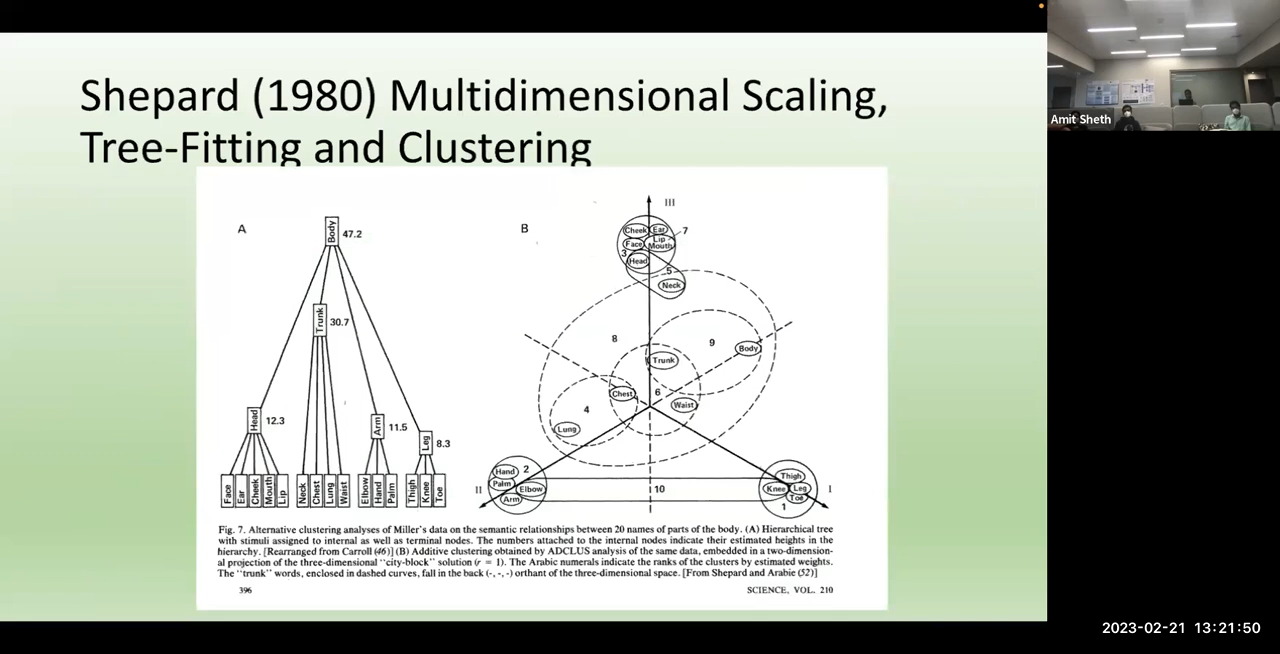 Shepard (1980) Multidimensional Scaling,
Tree-Fitting and Clustering
Amit Sheth
A
Body
47.2
Trunk
30.7
Head
12.3
Arm
11.5
Leg
8.3
Face
Ear
Cheek
Mouth
Lip
Neck
Chest
Lung
Waist
Elbow
Hand
Palm
Thigh
Knee
Toe
B
III
Cheek
Ear
7
Lip
Face
Mouth
3
Head
5
Neck
8
9
Body
Trunk
6
Chest
Waist
4
Lung
Hand
2
Palm
Elbow
Arm
II
10
Thigh
Knee
Leg
Toe
1
I
Fig. 7. Alternative clustering analyses of Miller's data on the semantic relationships between 20 names of parts of the body. (A) Hierarchical tree
with stimuli assigned to internal as well as terminal nodes. The numbers attached to the internal nodes indicate their estimated heights in the
hierarchy. [Rearranged from Carroll (46)] (B) Additive clustering obtained by ADCLUS analysis of the same data, embedded in a two-dimension-
al projection of the three-dimensional "city-block" solution (r = 1). The Arabic numerals indicate the ranks of the clusters by estimated weights.
The "trunk" words, enclosed in dashed curves, fall in the back (-, -, -) orthant of the three-dimensional space. [From Shepard and Arabie (52)]
396
SCIENCE, VOL. 210
2023-02-21 13:21:50